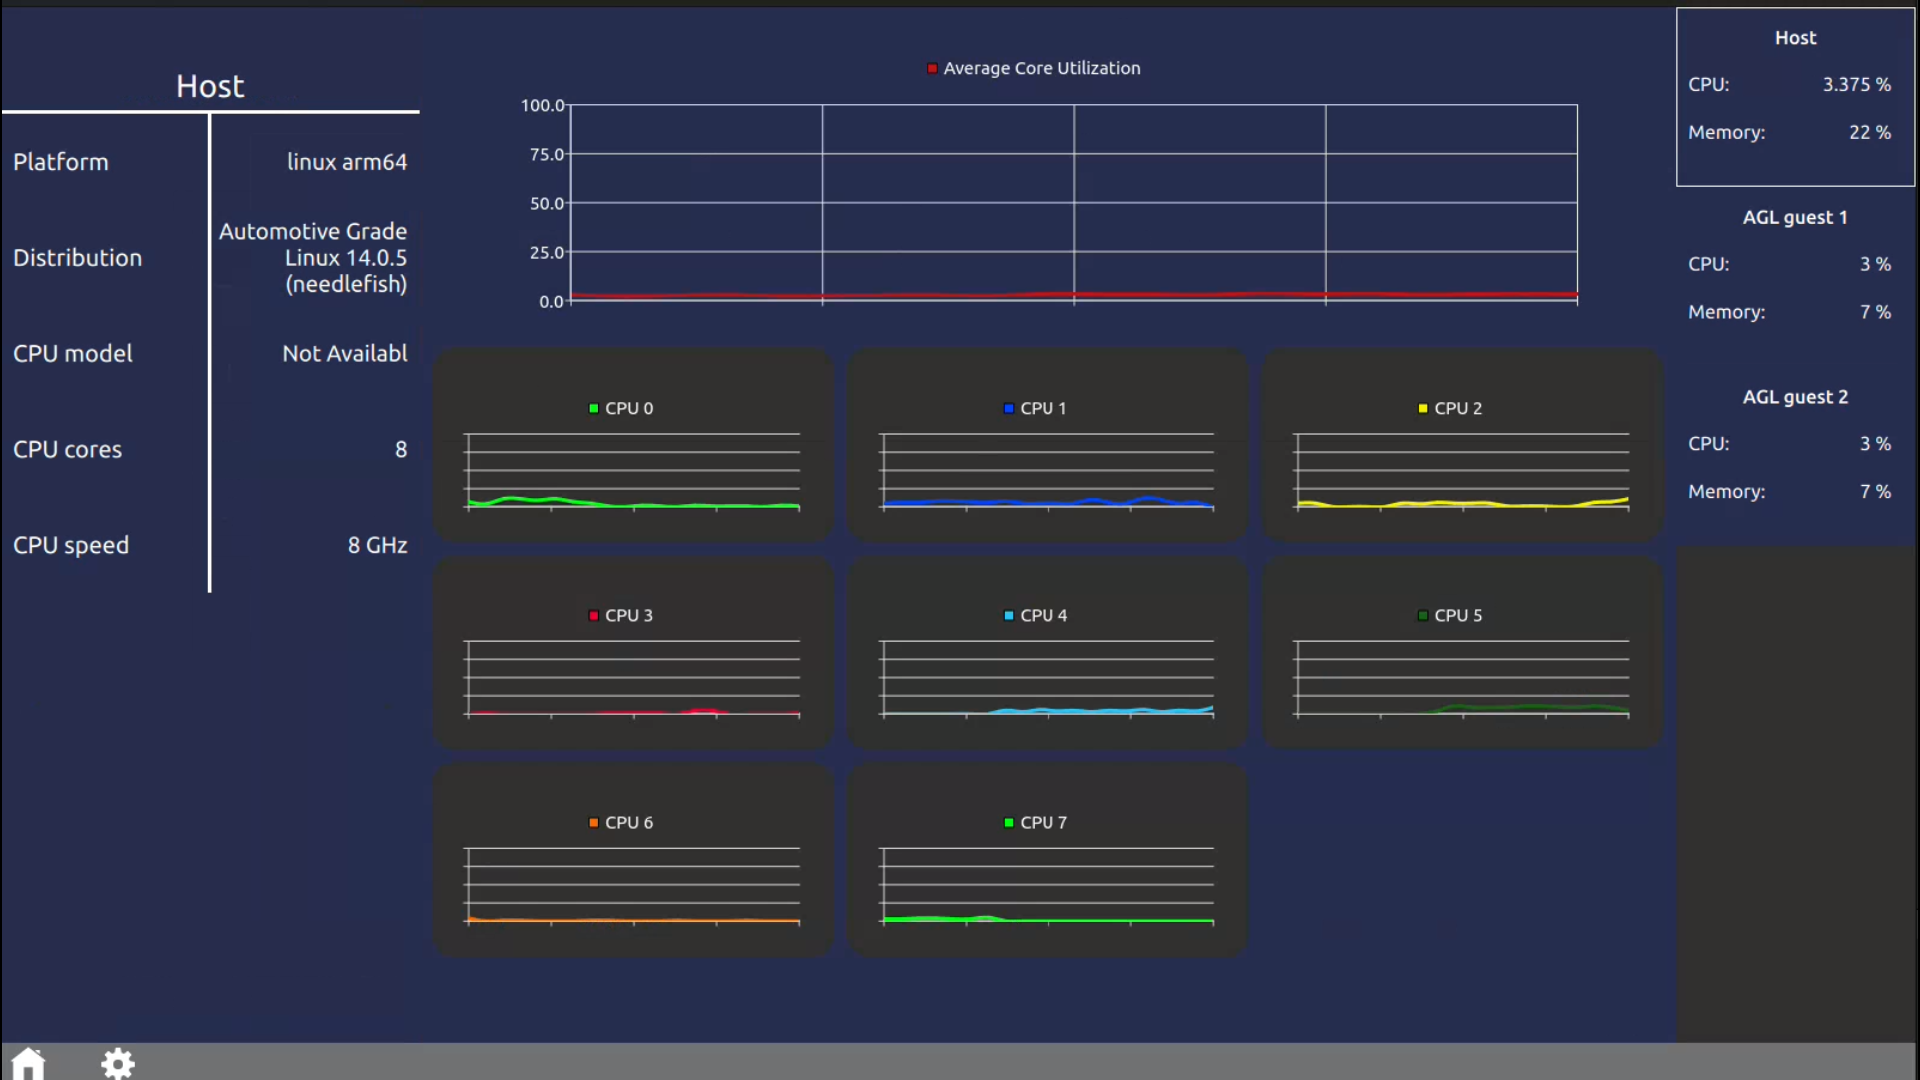 Host
Platform
linux arm64
Distribution
Automotive Grade
Linux 14.0.5
(needlefish)
CPU model
Not Availabl
CPU cores
8
CPU speed
8 GHz
Average Core Utilization
100.0
75.0
50.0
25.0
0.0
CPU 0
CPU 1
CPU 2
CPU 3
CPU 4
CPU 5
CPU 6
CPU 7
Host
CPU: 3.375 %
Memory: 22 %
AGL guest 1
CPU: 3 %
Memory: 7 %
AGL guest 2
CPU: 3 %
Memory: 7 %